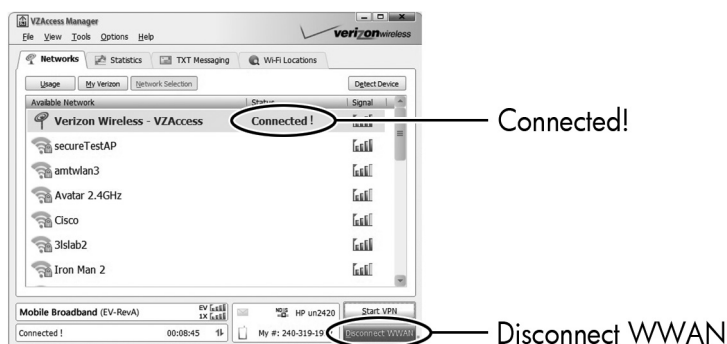 VZAccess Manager
File View Tools Options Help
verizonwireless
Networks Statistics TXT Messaging Wi-Fi Locations
Usage My Verizon Network Selection Detect Device
Available Network Status Signal
Verizon Wireless - VZAccess Connected ! Connected!
secureTestAP
amtwlan3
Avatar 2.4GHz
Cisco
3lslab2
Iron Man 2
Mobile Broadband (EV-RevA) EV HP un2420 Start VPN
1X
Connected ! 00:08:45 My #: 240-319-19 Disconnect WWAN Disconnect WWAN